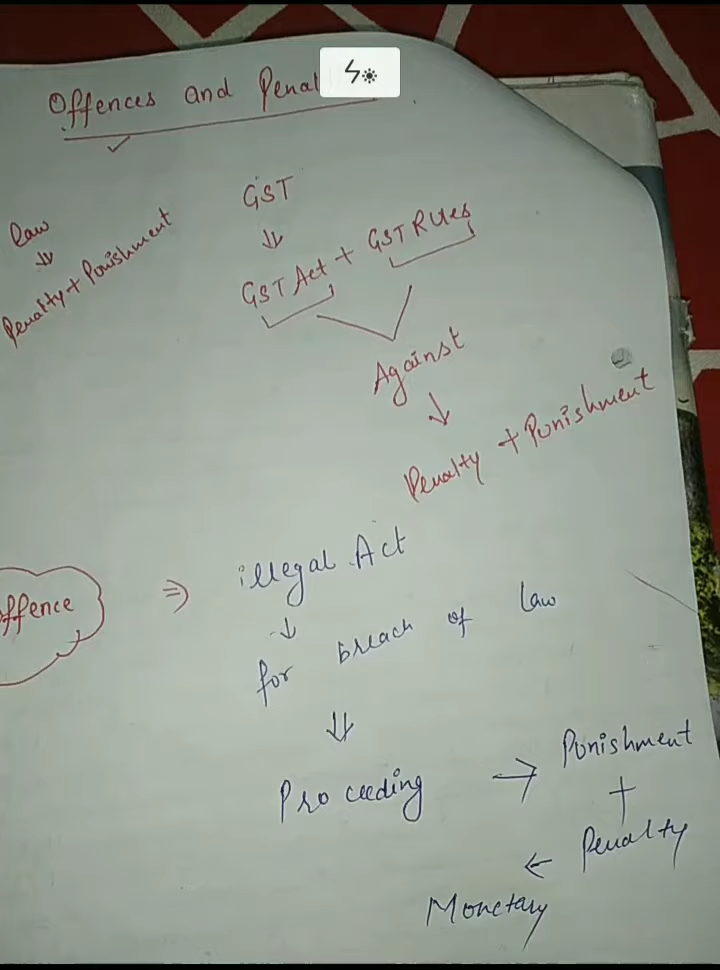 Offences and Penal
GST
Law
Penalty + Punishment
GST Act + GST Rules
Against
Penalty + Punishment
offence
illegal Act
for breach of law
Proceeding
Punishment
+
Penalty
Monetary